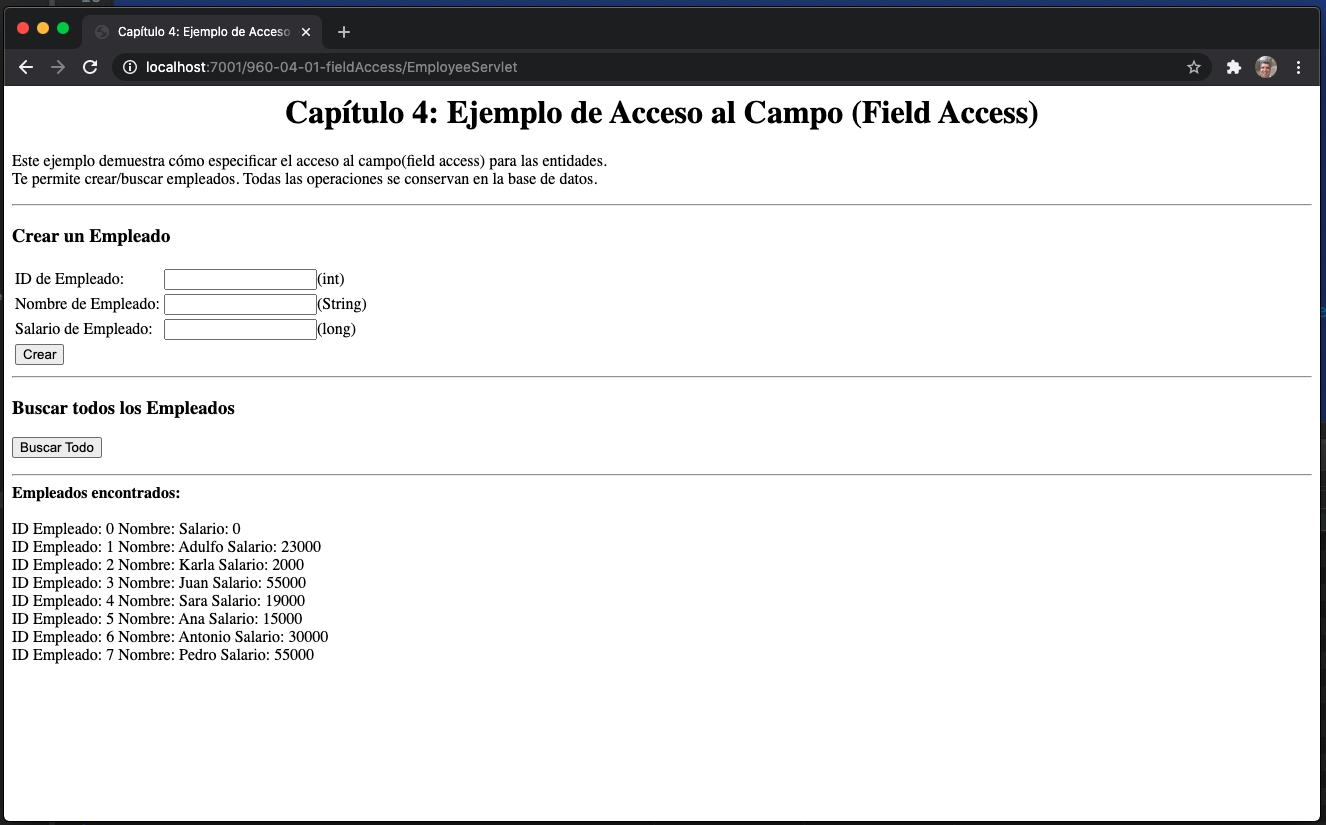 Capítulo 4: Ejemplo de Acceso
localhost:7001/960-04-01-fieldAccess/EmployeeServlet
Capítulo 4: Ejemplo de Acceso al Campo (Field Access)
Este ejemplo demuestra cómo especificar el acceso al campo(field access) para las entidades.
Te permite crear/buscar empleados. Todas las operaciones se conservan en la base de datos.
Crear un Empleado
ID de Empleado: (int)
Nombre de Empleado: (String)
Salario de Empleado: (long)
Crear
Buscar todos los Empleados
Buscar Todo
Empleados encontrados:
ID Empleado: 0 Nombre: Salario: 0
ID Empleado: 1 Nombre: Adulfo Salario: 23000
ID Empleado: 2 Nombre: Karla Salario: 2000
ID Empleado: 3 Nombre: Juan Salario: 55000
ID Empleado: 4 Nombre: Sara Salario: 19000
ID Empleado: 5 Nombre: Ana Salario: 15000
ID Empleado: 6 Nombre: Antonio Salario: 30000
ID Empleado: 7 Nombre: Pedro Salario: 55000